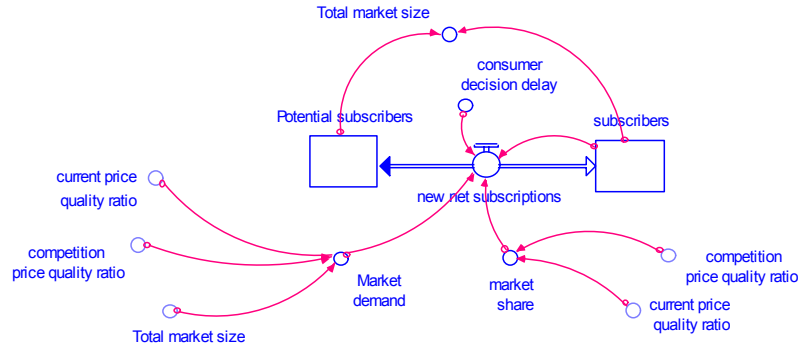 Total market size
consumer
decision delay
Potential subscribers
subscribers
current price
quality ratio
new net subscriptions
competition
price quality ratio
Market
demand
market
share
competition
price quality ratio
current price
quality ratio
Total market size